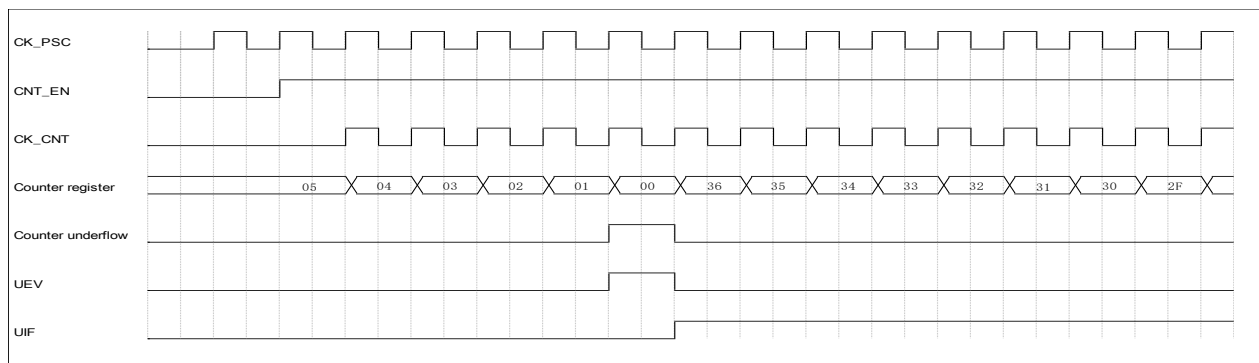 CK_PSC
CNT_EN
CK_CNT
Counter register 05 04 03 02 01 00 36 35 34 33 32 31 30 2F
Counter underflow
UEV
UIF